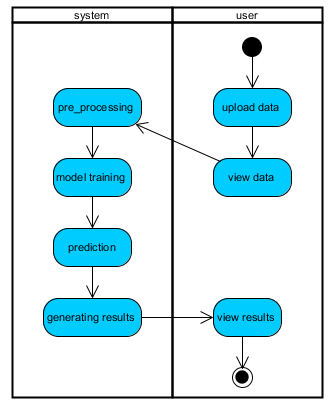 system
user
pre_processing
upload data
model training
view data
prediction
generating results
view results